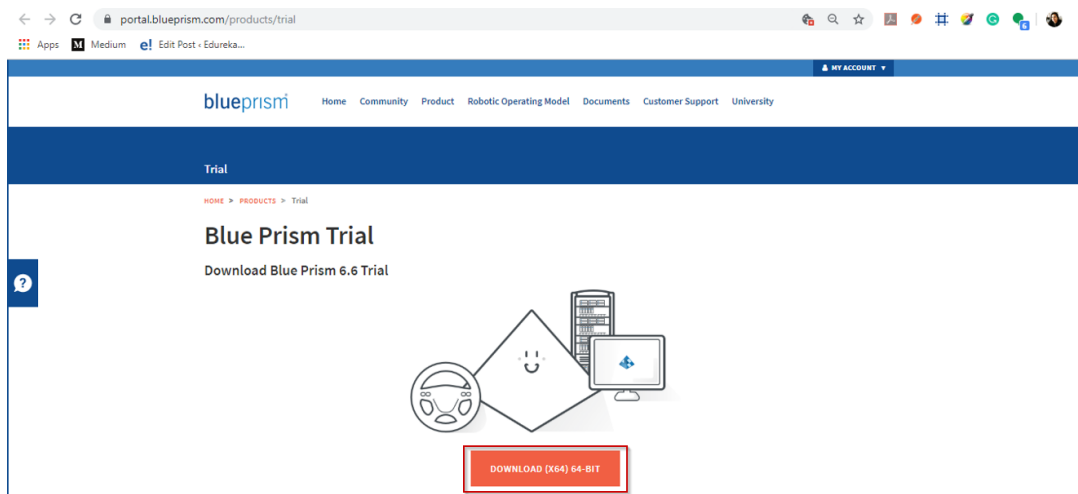 portal.blueprism.com/products/trial
Apps M Medium e! Edit Post ‹ Edureka...
MY ACCOUNT
blueprism Home Community Product Robotic Operating Model Documents Customer Support University
Trial
HOME > PRODUCTS > Trial
Blue Prism Trial
Download Blue Prism 6.6 Trial
?
DOWNLOAD (X64) 64-BIT